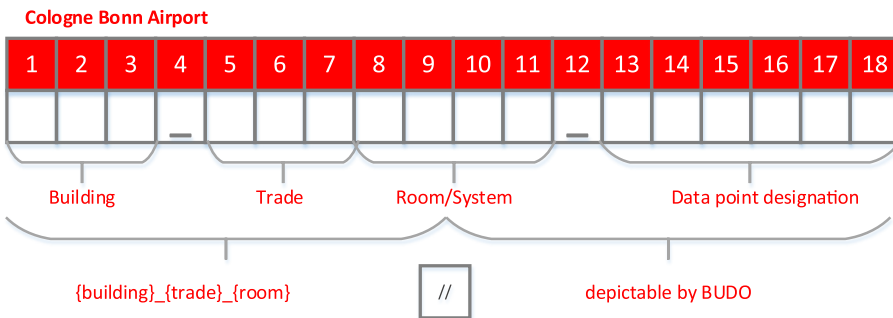 Cologne Bonn Airport
1 2 3 4 5 6 7 8 9 10 11 12 13 14 15 16 17 18
_ _
Building Trade Room/System Data point designation
{building}_{trade}_{room} // depictable by BUDO